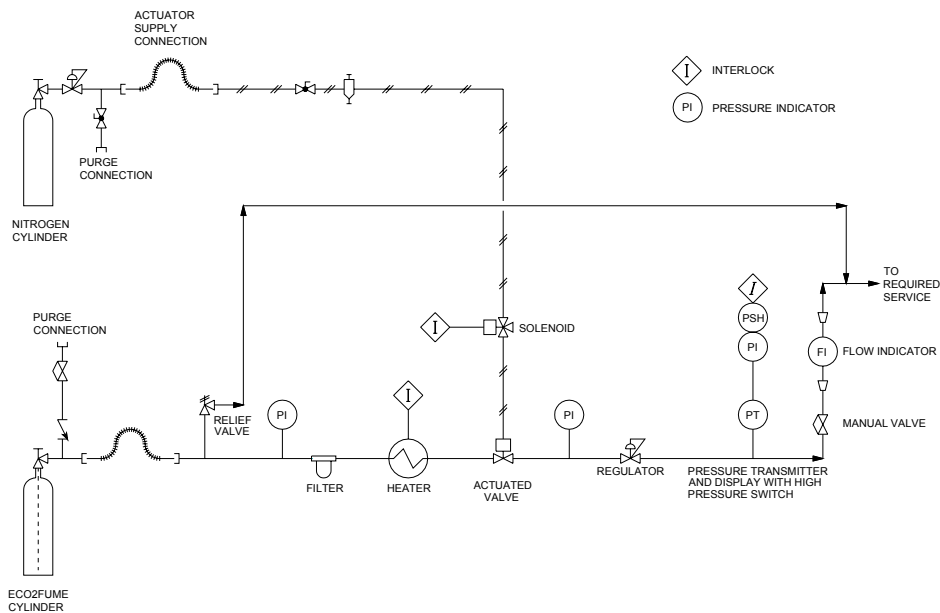 ACTUATOR
SUPPLY
CONNECTION
I INTERLOCK
PI PRESSURE INDICATOR
PURGE
CONNECTION
NITROGEN
CYLINDER
TO
REQUIRED
SERVICE
I
PSH
PI
PURGE
CONNECTION
I
SOLENOID
FI FLOW INDICATOR
I
RELIEF
VALVE
PI
PI
PT
MANUAL VALVE
FILTER
HEATER
ACTUATED
VALVE
REGULATOR
PRESSURE TRANSMITTER
AND DISPLAY WITH HIGH
PRESSURE SWITCH
ECO2FUME
CYLINDER